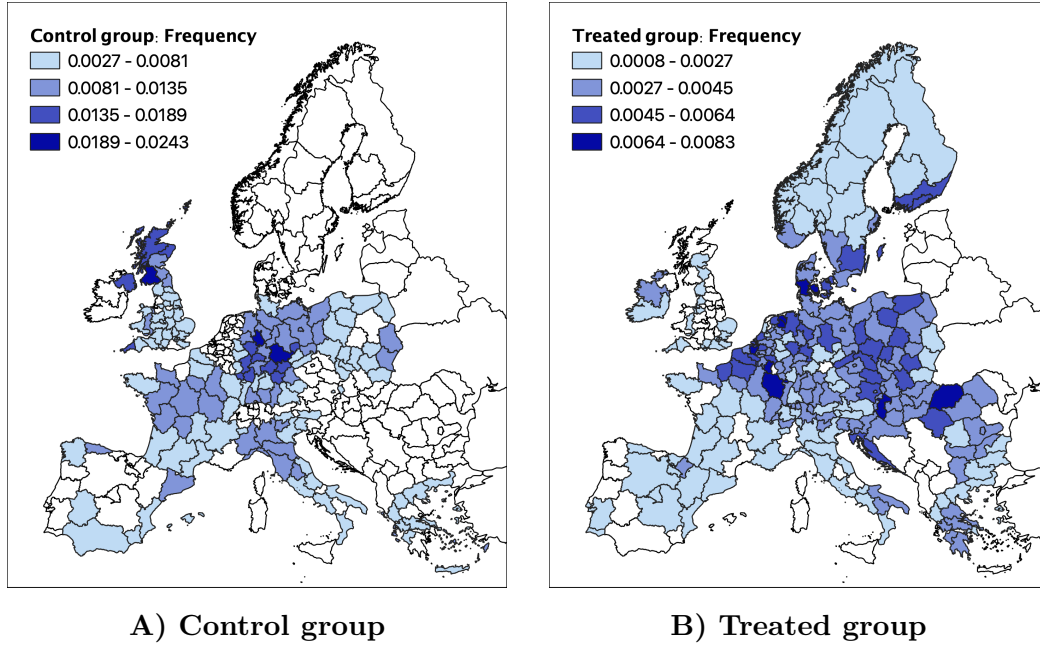 Control group: Frequency
0.0027 - 0.0081
0.0081 - 0.0135
0.0135 - 0.0189
0.0189 - 0.0243
Treated group: Frequency
0.0008 - 0.0027
0.0027 - 0.0045
0.0045 - 0.0064
0.0064 - 0.0083
A) Control group
B) Treated group